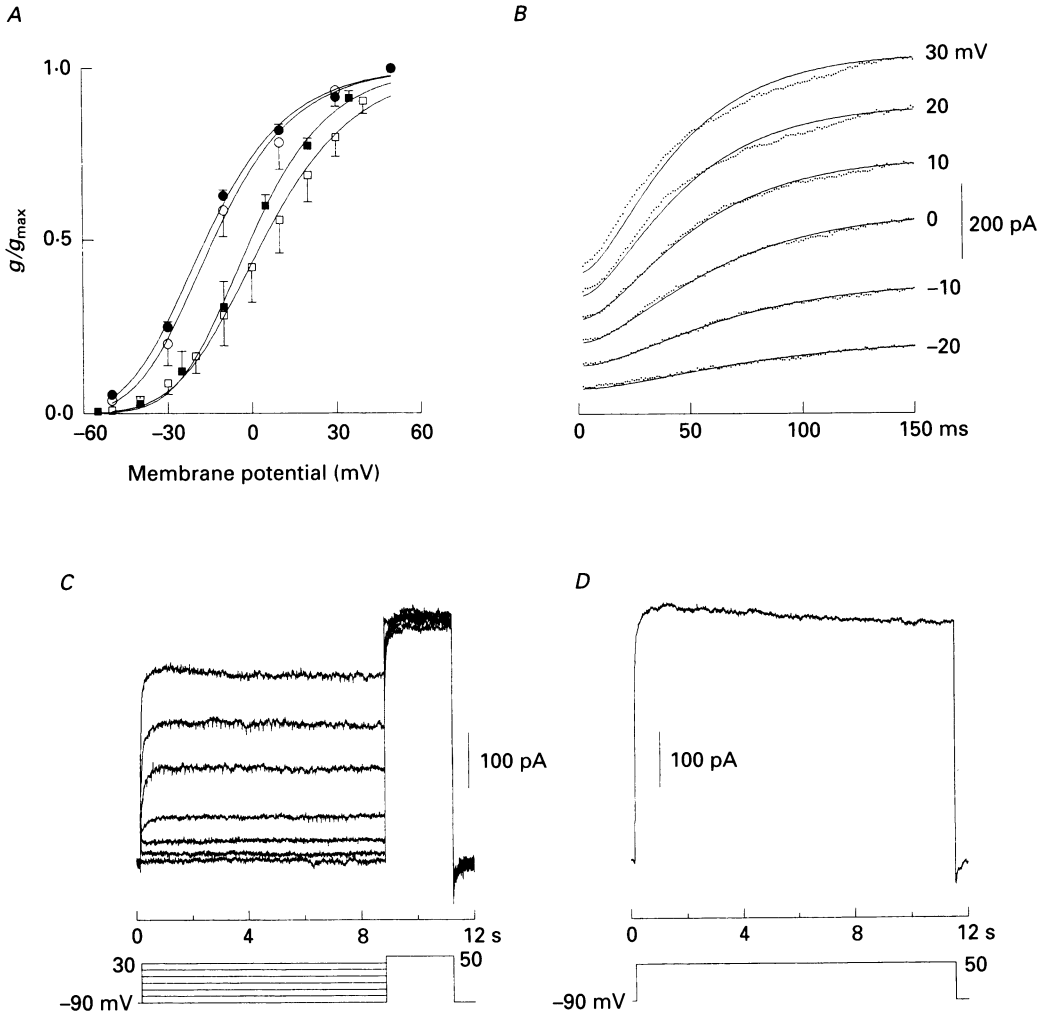 A
1·0
0·5
0·0
g/gmax
−60 −30 0 30 60
Membrane potential (mV)
B
30 mV
20
10
0
−10
−20
200 pA
0 50 100 150 ms
C
100 pA
0 4 8 12 s
30
50
−90 mV
D
100 pA
0 4 8 12 s
50
−90 mV